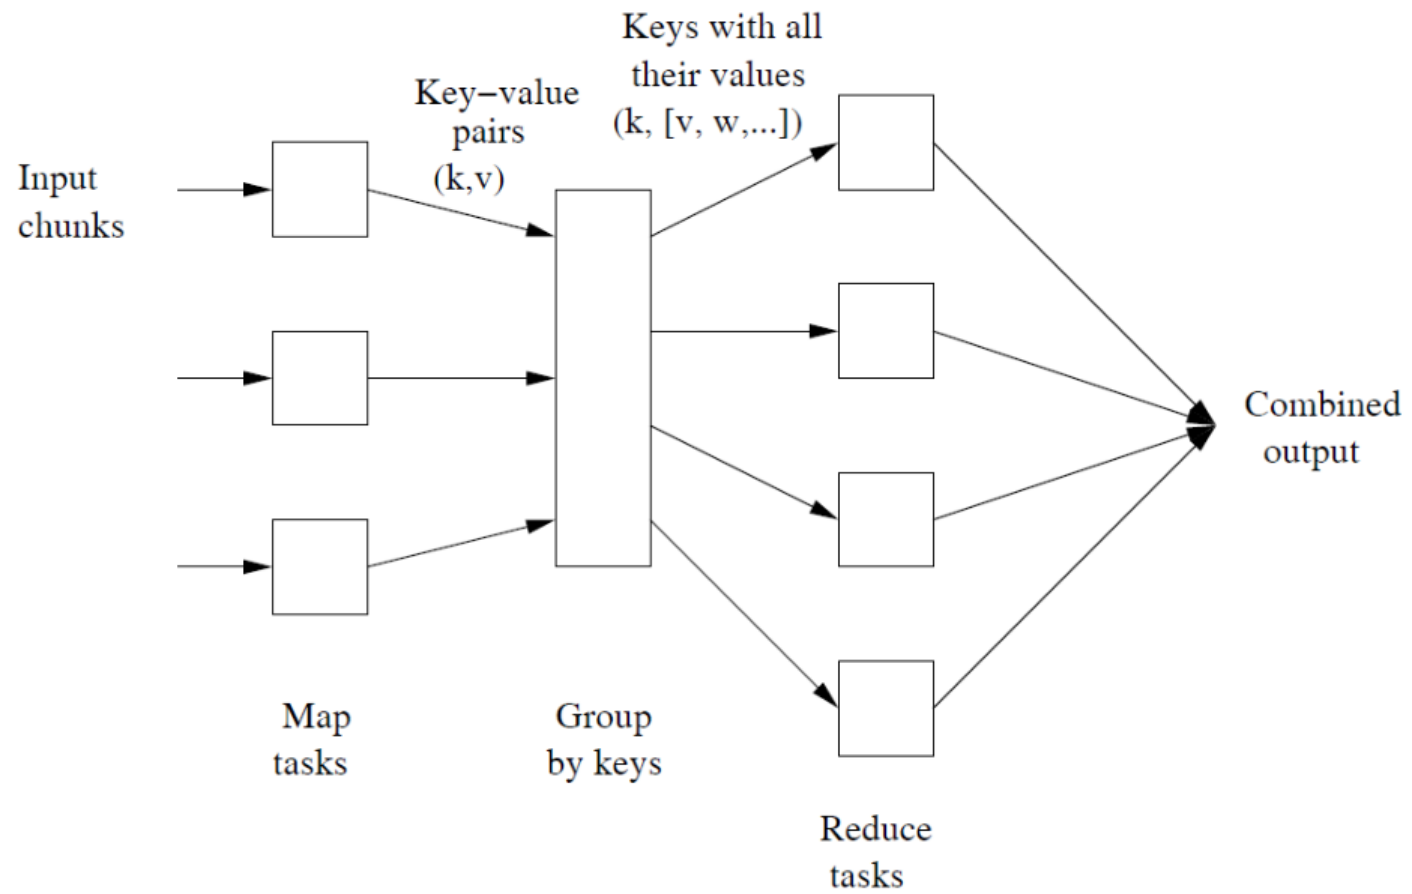 Keys with all
their values
(k, [v, w,...])
Key−value
pairs
(k,v)
Input
chunks
Combined
output
Map
tasks
Group
by keys
Reduce
tasks